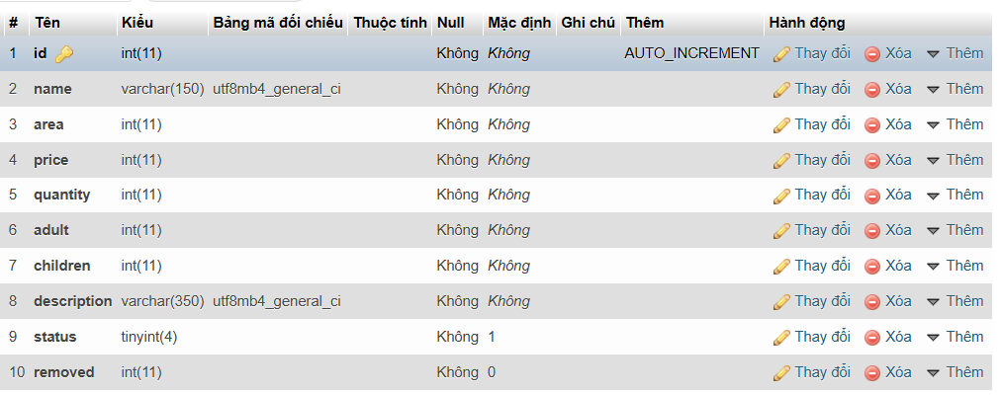 # Tên Kiểu Bảng mã đối chiếu Thuộc tính Null Mặc định Ghi chú Thêm Hành động
1 id int(11) Không Không AUTO_INCREMENT Thay đổi Xóa Thêm
2 name varchar(150) utf8mb4_general_ci Không Không Thay đổi Xóa Thêm
3 area int(11) Không Không Thay đổi Xóa Thêm
4 price int(11) Không Không Thay đổi Xóa Thêm
5 quantity int(11) Không Không Thay đổi Xóa Thêm
6 adult int(11) Không Không Thay đổi Xóa Thêm
7 children int(11) Không Không Thay đổi Xóa Thêm
8 description varchar(350) utf8mb4_general_ci Không Không Thay đổi Xóa Thêm
9 status tinyint(4) Không 1 Thay đổi Xóa Thêm
10 removed int(11) Không 0 Thay đổi Xóa Thêm